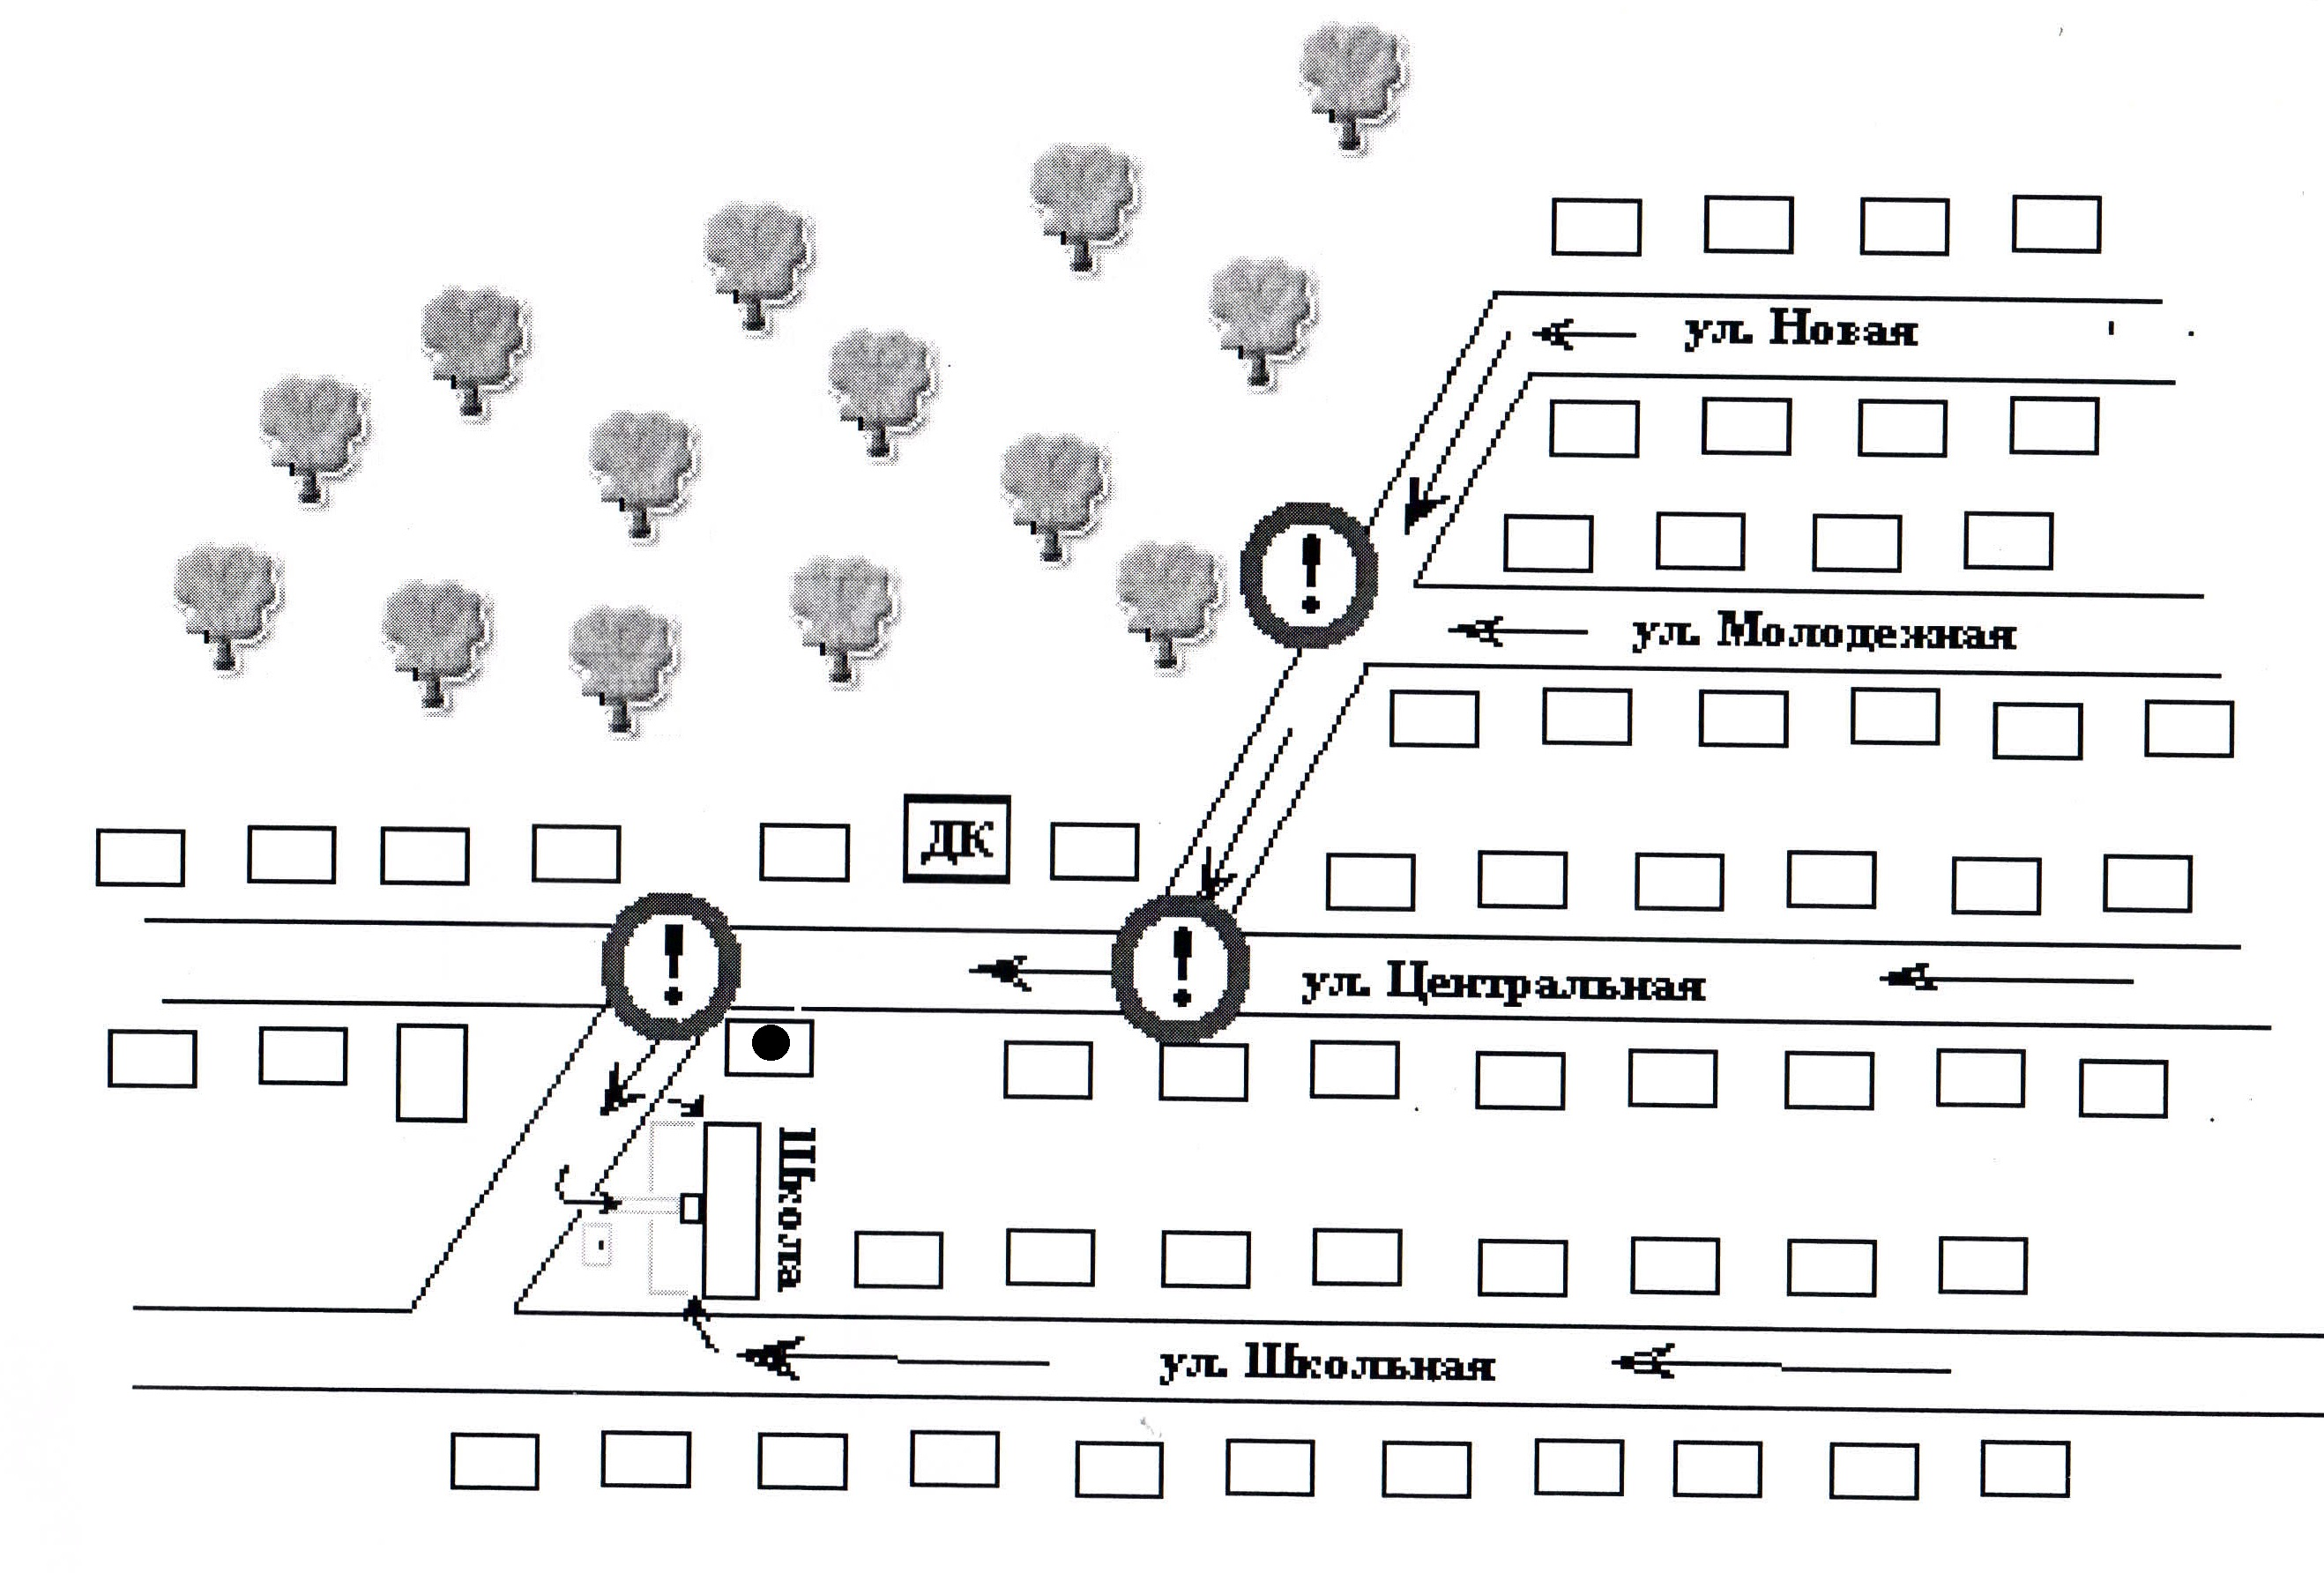 ул. Новая
!
ул. Молодежная
ДК
!
!
ул. Центральная
Школа
ул. Школьная